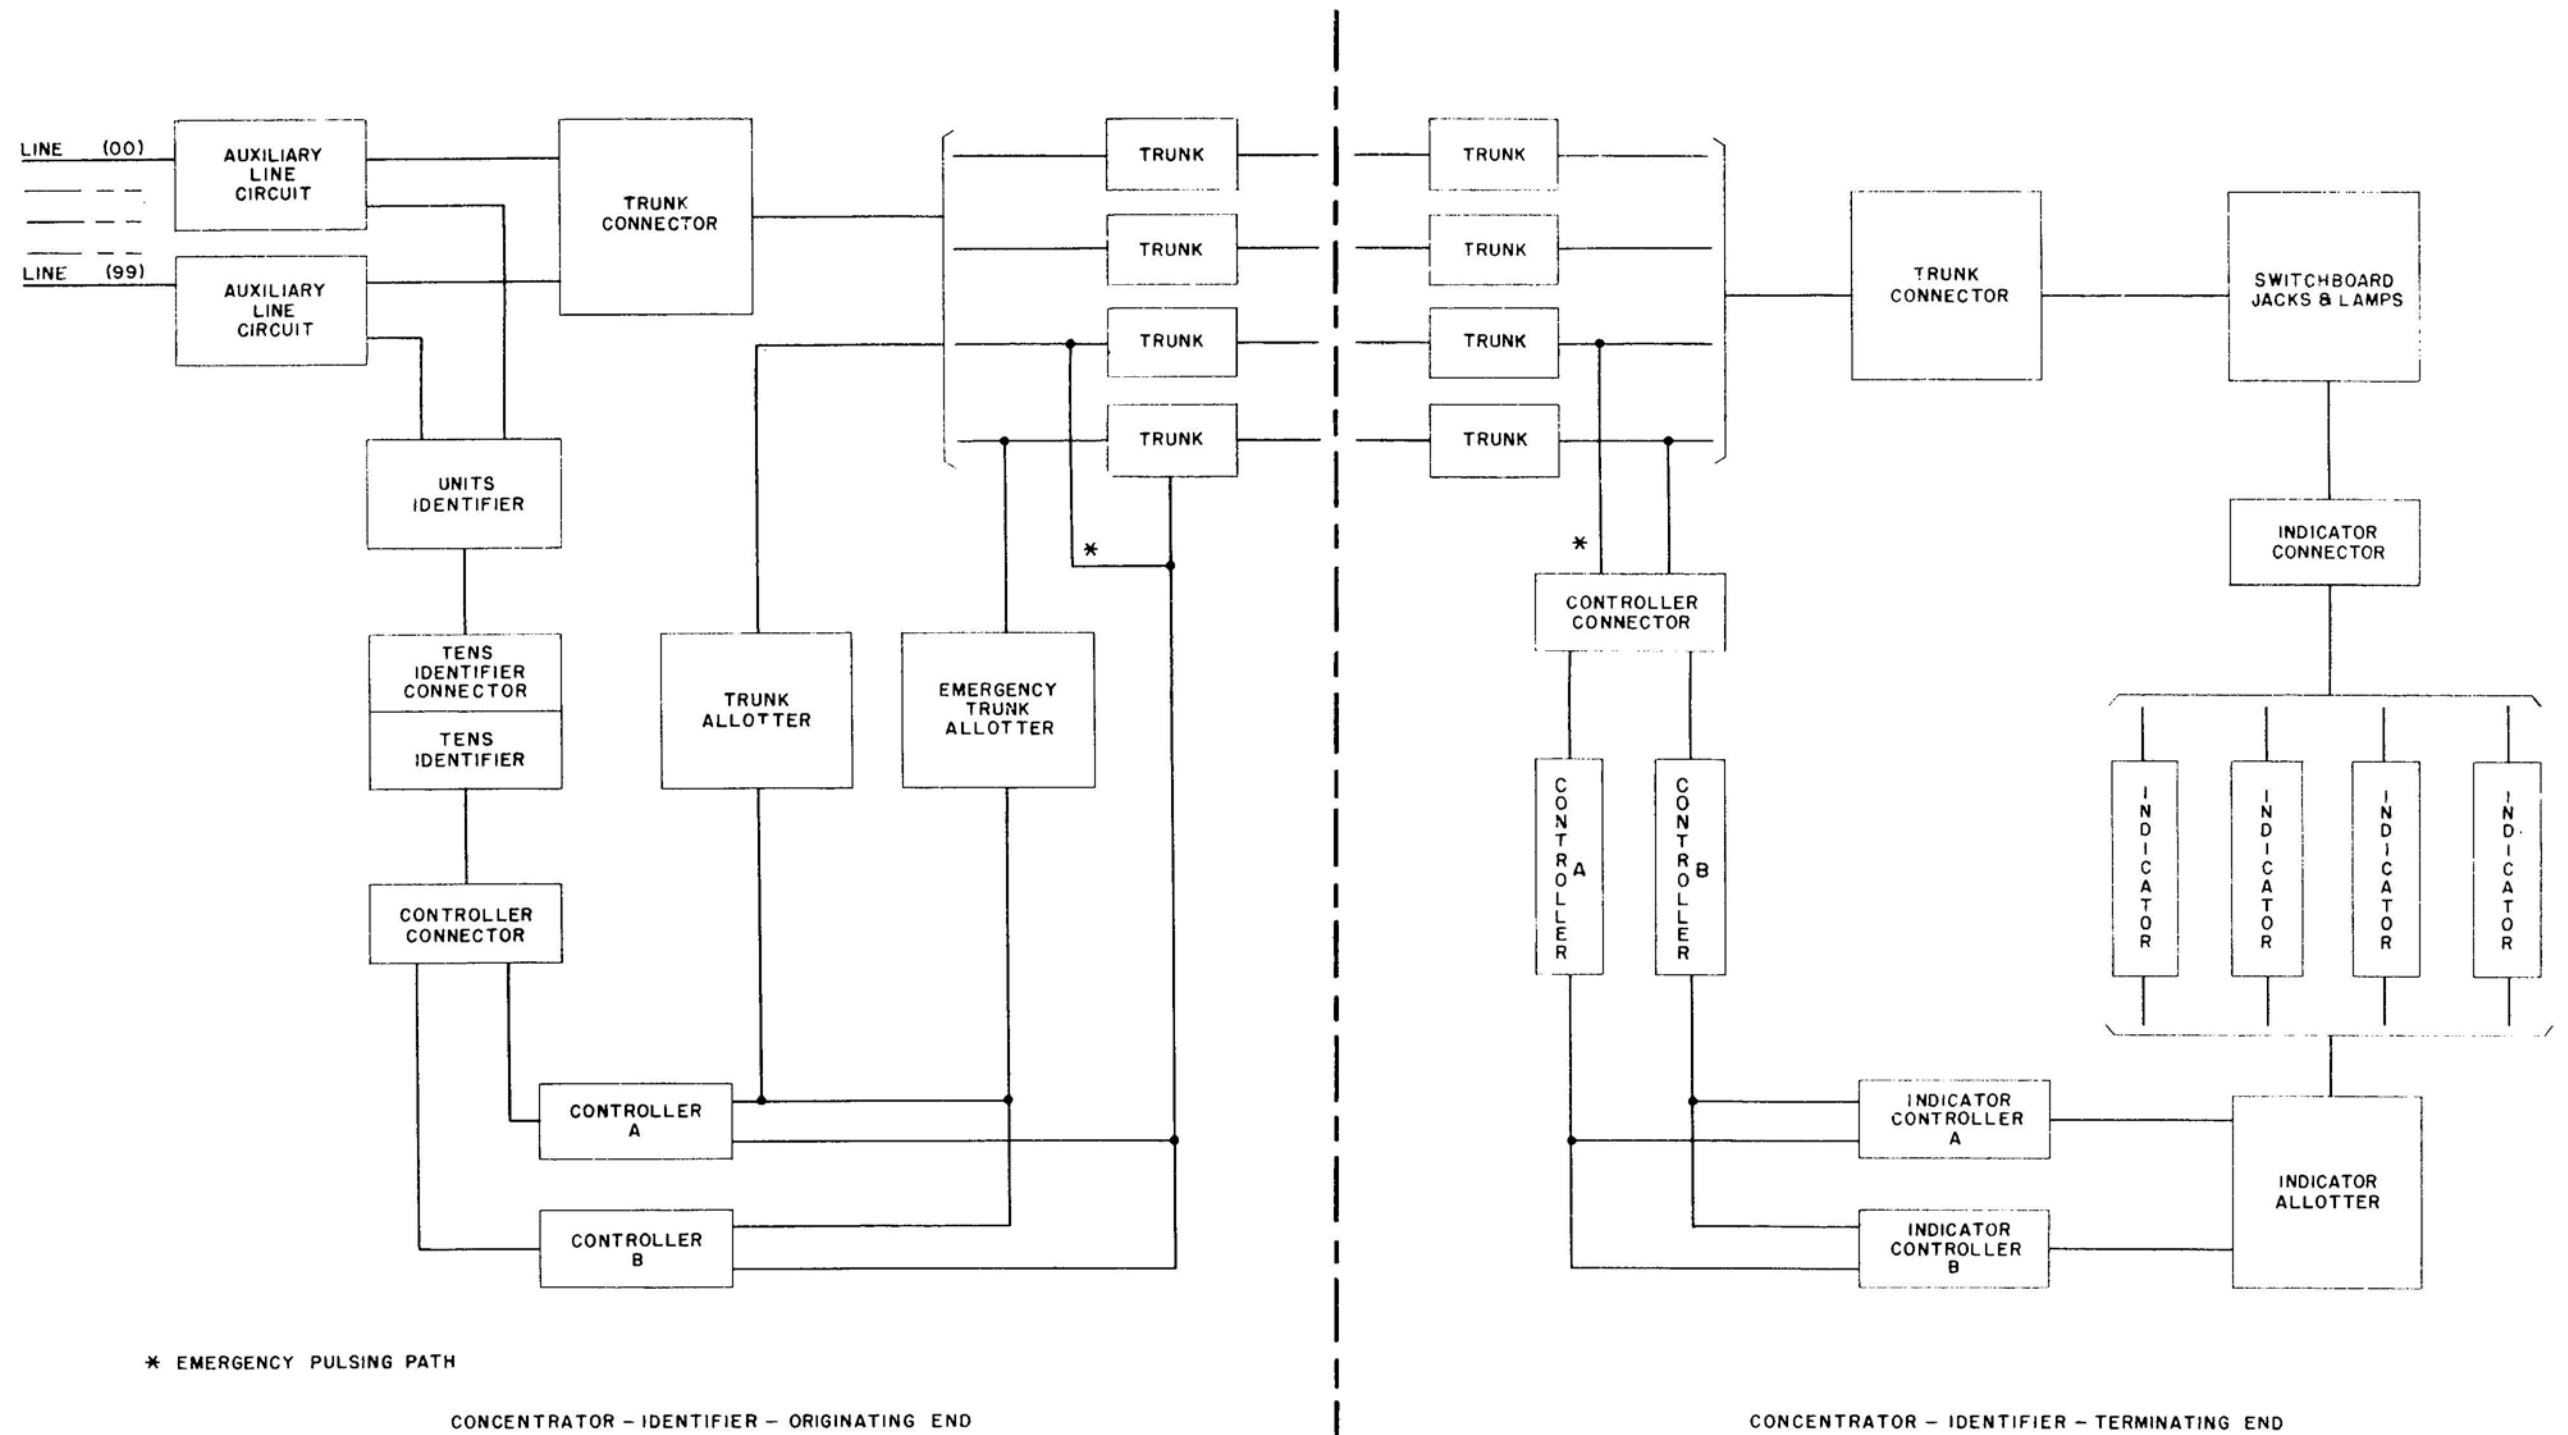 LINE (00)
LINE (99)
AUXILIARY
LINE
CIRCUIT
AUXILIARY
LINE
CIRCUIT
TRUNK
CONNECTOR
UNITS
IDENTIFIER
TENS
IDENTIFIER
CONNECTOR
TENS
IDENTIFIER
CONTROLLER
CONNECTOR
TRUNK
ALLOTTER
EMERGENCY
TRUNK
ALLOTTER
CONTROLLER
A
CONTROLLER
B
TRUNK
TRUNK
TRUNK
TRUNK
*
* EMERGENCY PULSING PATH
CONCENTRATOR – IDENTIFIER – ORIGINATING END
TRUNK
TRUNK
TRUNK
TRUNK
*
CONTROLLER
CONNECTOR
CONTROLLER
A
CONTROLLER
B
TRUNK
CONNECTOR
SWITCHBOARD
JACKS & LAMPS
INDICATOR
CONNECTOR
INDICATOR
INDICATOR
INDICATOR
INDICATOR
INDICATOR
CONTROLLER
A
INDICATOR
CONTROLLER
B
INDICATOR
ALLOTTER
CONCENTRATOR – IDENTIFIER – TERMINATING END